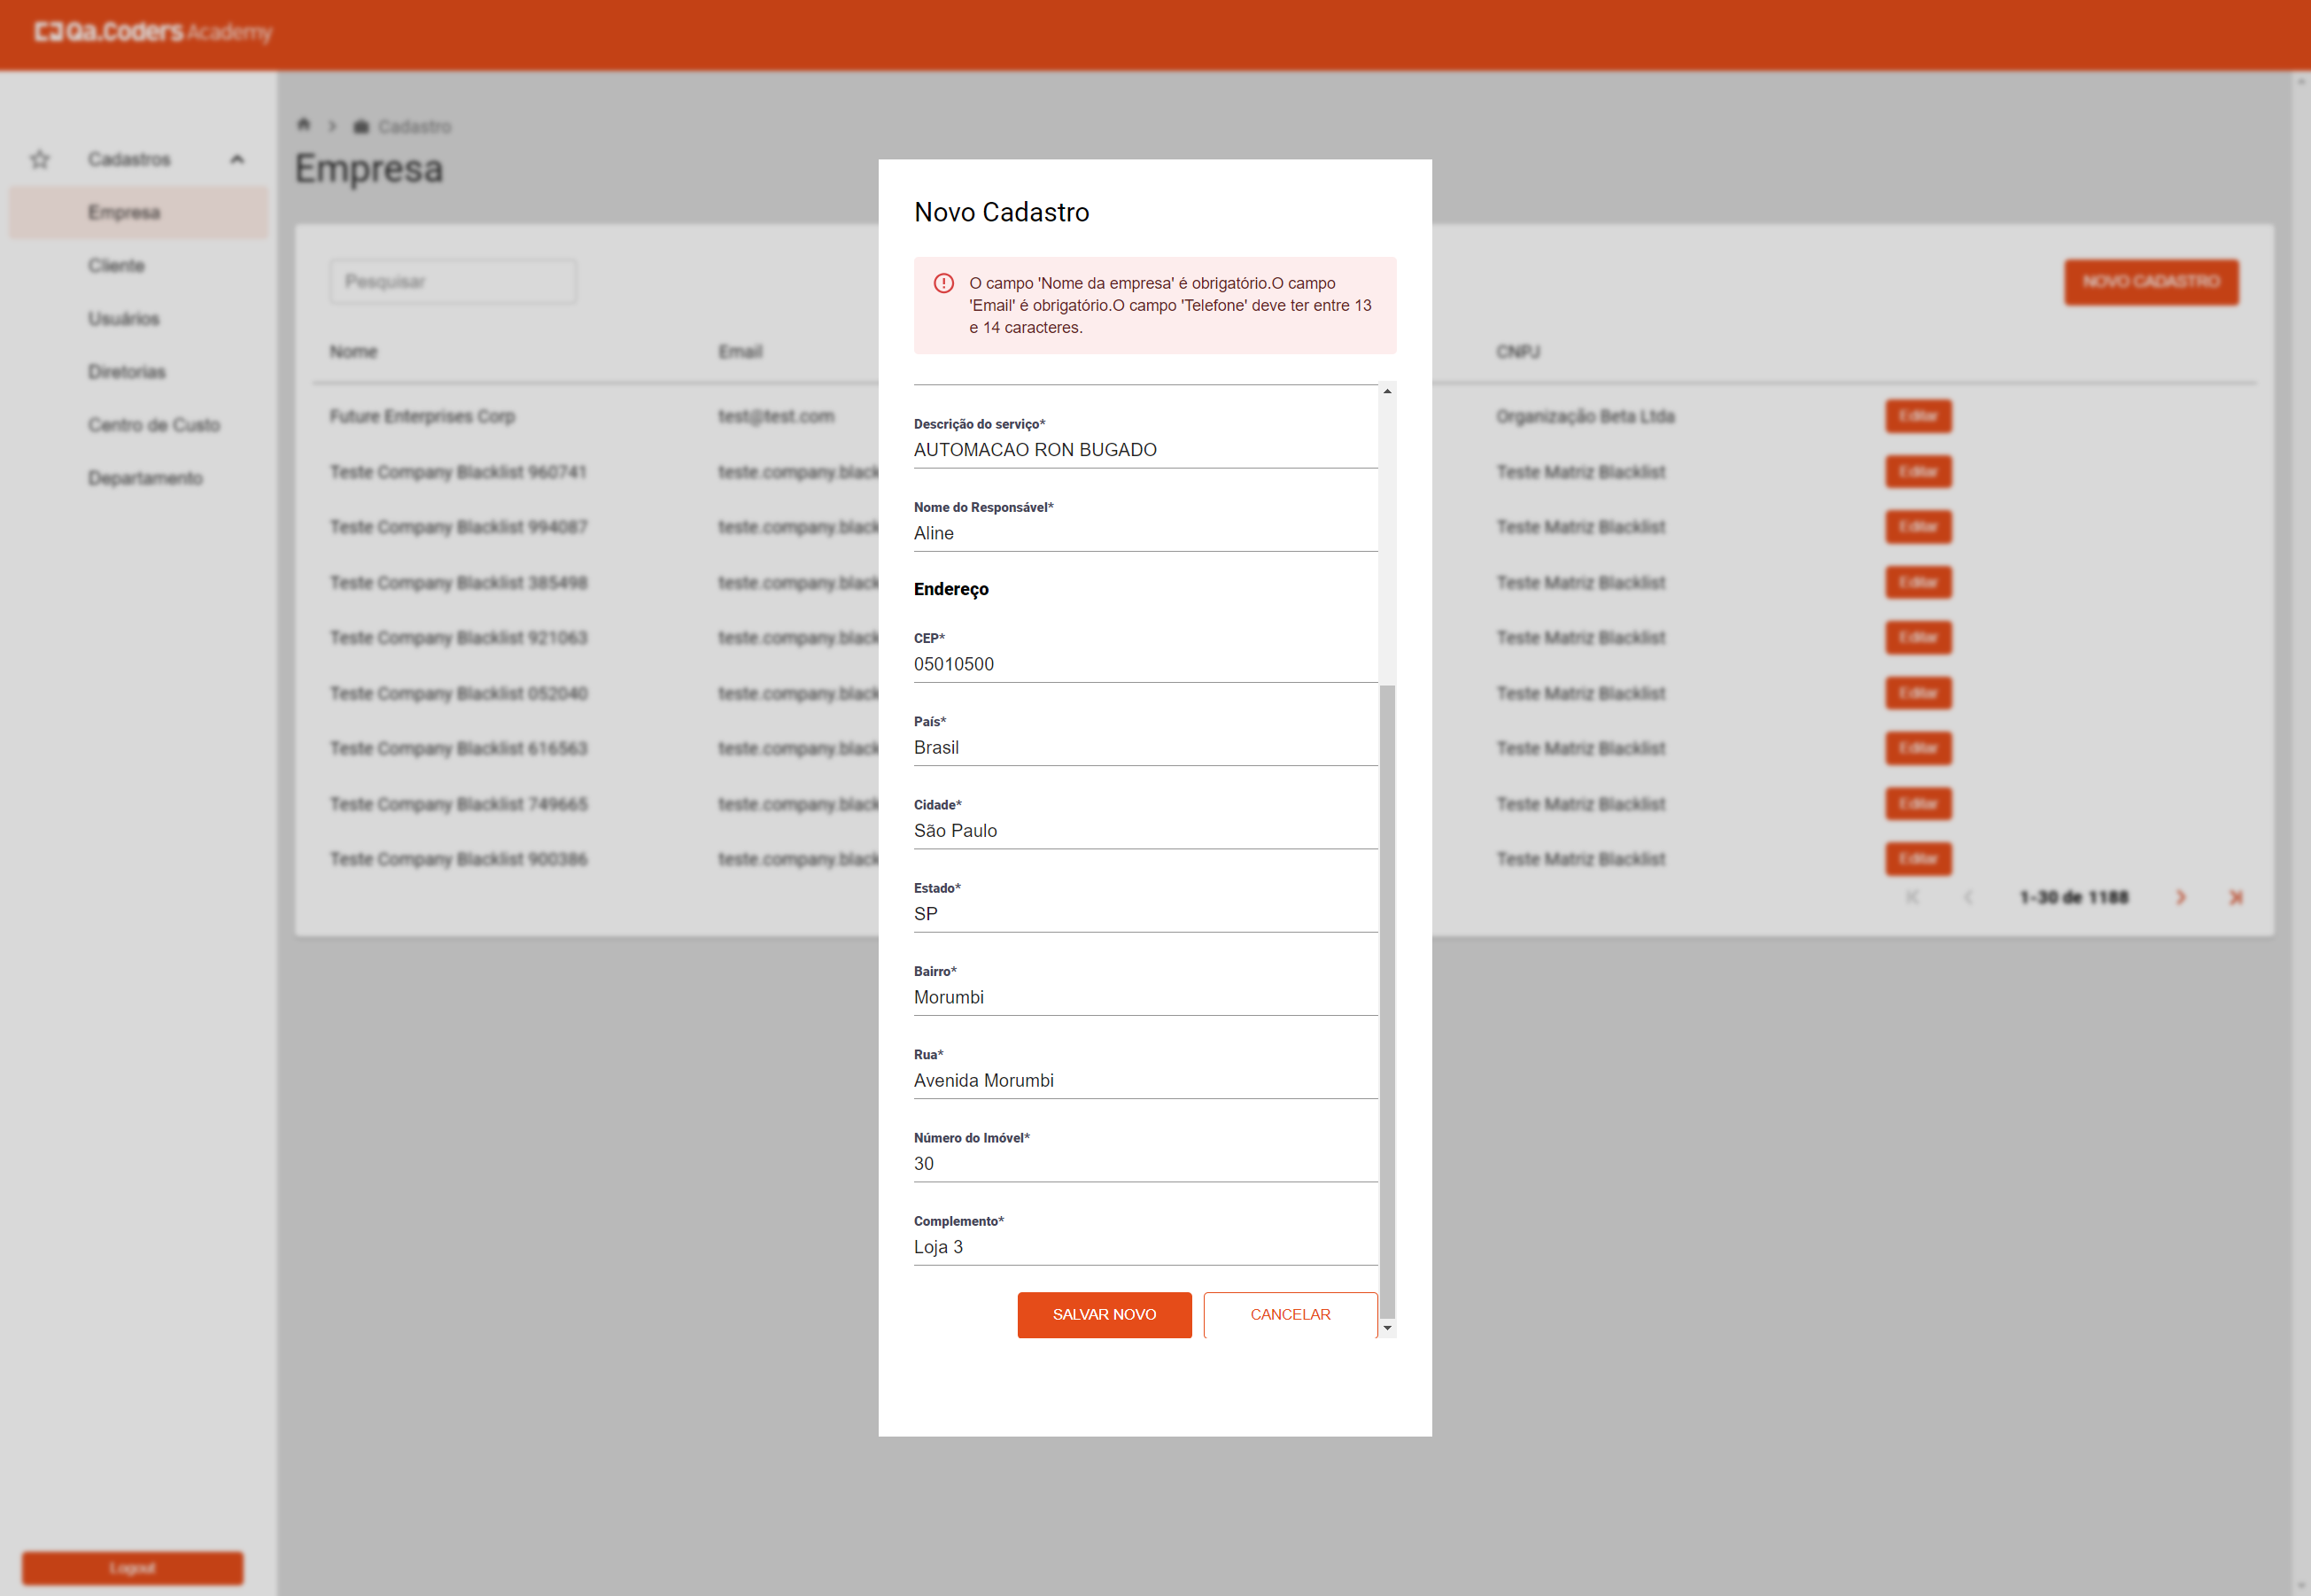 Qa.Coders Academy
Cadastros
Empresa
Cliente
Usuários
Diretorias
Centro de Custo
Departamento
Logout
Cadastro
Empresa
Pesquisar
NOVO CADASTRO
Nome Email CNPJ
Future Enterprises Corp test@test.com Organização Beta Ltda Editar
Teste Company Blacklist 960741 teste.company.black Teste Matriz Blacklist Editar
Teste Company Blacklist 994087 teste.company.black Teste Matriz Blacklist Editar
Teste Company Blacklist 385498 teste.company.black Teste Matriz Blacklist Editar
Teste Company Blacklist 921063 teste.company.black Teste Matriz Blacklist Editar
Teste Company Blacklist 052040 teste.company.black Teste Matriz Blacklist Editar
Teste Company Blacklist 616563 teste.company.black Teste Matriz Blacklist Editar
Teste Company Blacklist 749665 teste.company.black Teste Matriz Blacklist Editar
Teste Company Blacklist 900386 teste.company.black Teste Matriz Blacklist Editar
1-30 de 1188
Novo Cadastro
O campo 'Nome da empresa' é obrigatório.O campo
'Email' é obrigatório.O campo 'Telefone' deve ter entre 13
e 14 caracteres.
Descrição do serviço*
AUTOMACAO RON BUGADO
Nome do Responsável*
Aline
Endereço
CEP*
05010500
País*
Brasil
Cidade*
São Paulo
Estado*
SP
Bairro*
Morumbi
Rua*
Avenida Morumbi
Número do Imóvel*
30
Complemento*
Loja 3
SALVAR NOVO
CANCELAR